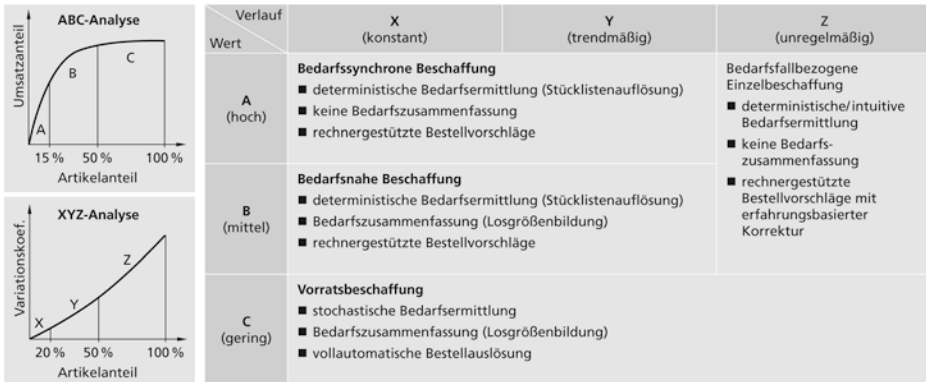 ABC-Analyse
Umsatzanteil
A
B
C
15 % 50 % 100 %
Artikelanteil
XYZ-Analyse
Variationskoef.
X
Y
Z
20 % 50 % 100 %
Artikelanteil
Verlauf
Wert
X
(konstant)
Y
(trendmäßig)
Z
(unregelmäßig)
A
(hoch)
Bedarfssynchrone Beschaffung
■ deterministische Bedarfsermittlung (Stücklistenauflösung)
■ keine Bedarfszusammenfassung
■ rechnergestützte Bestellvorschläge
Bedarfsfallbezogene
Einzelbeschaffung
■ deterministische/intuitive
Bedarfsermittlung
■ keine Bedarfs-
zusammenfassung
■ rechnergestützte
Bestellvorschläge mit
erfahrungsbasierter
Korrektur
B
(mittel)
Bedarfsnahe Beschaffung
■ deterministische Bedarfsermittlung (Stücklistenauflösung)
■ Bedarfszusammenfassung (Losgrößenbildung)
■ rechnergestützte Bestellvorschläge
C
(gering)
Vorratsbeschaffung
■ stochastische Bedarfsermittlung
■ Bedarfszusammenfassung (Losgrößenbildung)
■ vollautomatische Bestellauslösung